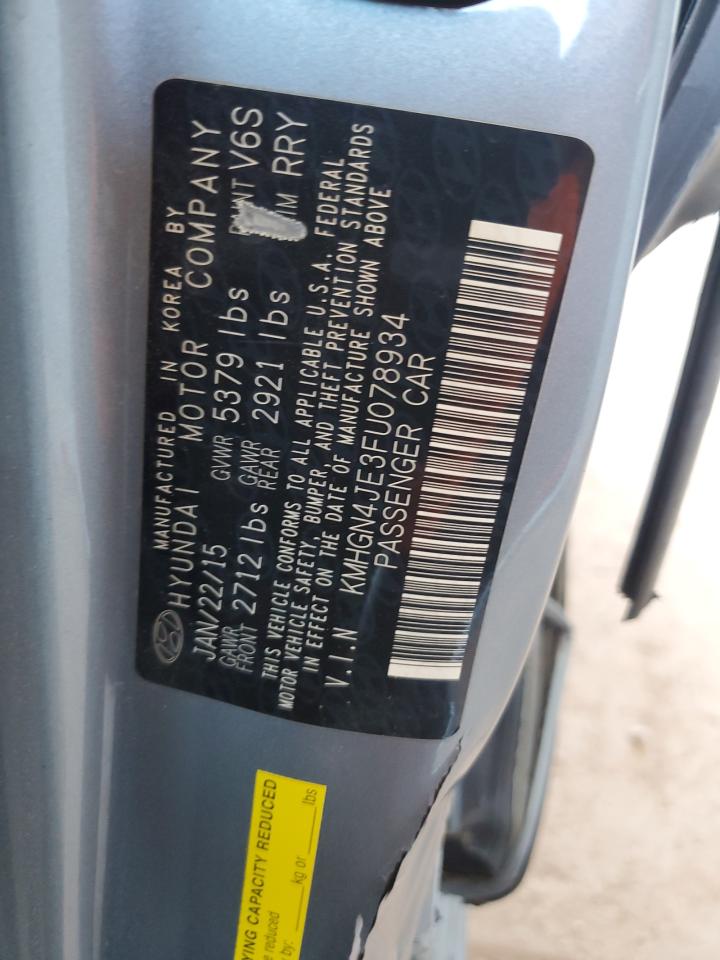 MANUFACTURED IN KOREA BY
HYUNDAI MOTOR COMPANY
JAN/22/15 GVWR 5379 lbs PAINT V6S
GAWR FRONT 2712 lbs GAWR REAR 2921 lbs RRY
THIS VEHICLE CONFORMS TO ALL APPLICABLE U.S.A. FEDERAL
MOTOR VEHICLE SAFETY, BUMPER, AND THEFT PREVENTION STANDARDS
IN EFFECT ON THE DATE OF MANUFACTURE SHOWN ABOVE
V.I.N KMHGN4JE3FU078934
PASSENGER CAR
CAPACITY REDUCED
reduced
by: kg or lbs